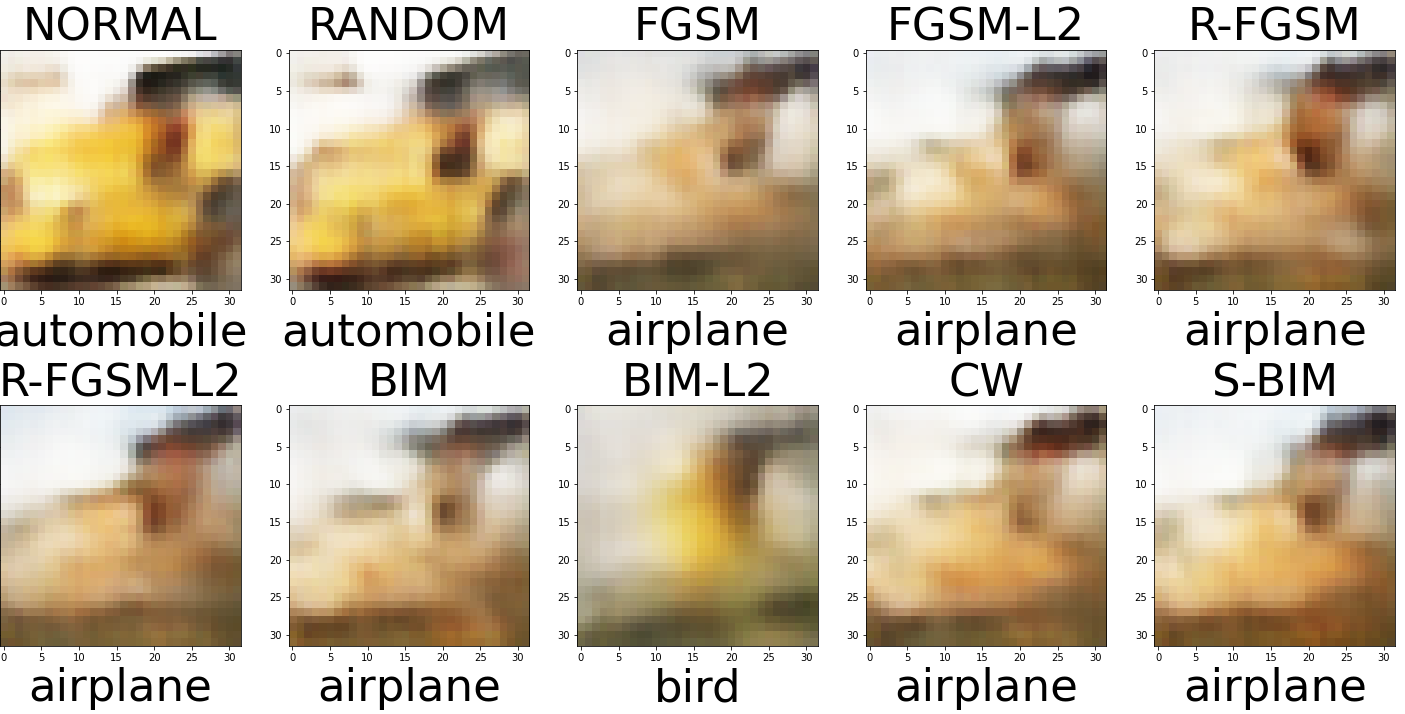 NORMAL RANDOM FGSM FGSM-L2 R-FGSM
0 0 0 0
5 5 5 5
10 10 10 10
15 15 15 15
20 20 20 20
25 25 25 25
30 30 30 30
0 5 10 15 20 25 30 0 5 10 15 20 25 30 0 5 10 15 20 25 30 0 5 10 15 20 25 30 0 5 10 15 20 25 30
automobile automobile airplane airplane airplane
R-FGSM-L2 BIM BIM-L2 CW S-BIM
0 0 0 0
5 5 5 5
10 10 10 10
15 15 15 15
20 20 20 20
25 25 25 25
30 30 30 30
0 5 10 15 20 25 30 0 5 10 15 20 25 30 0 5 10 15 20 25 30 0 5 10 15 20 25 30 0 5 10 15 20 25 30
airplane airplane bird airplane airplane